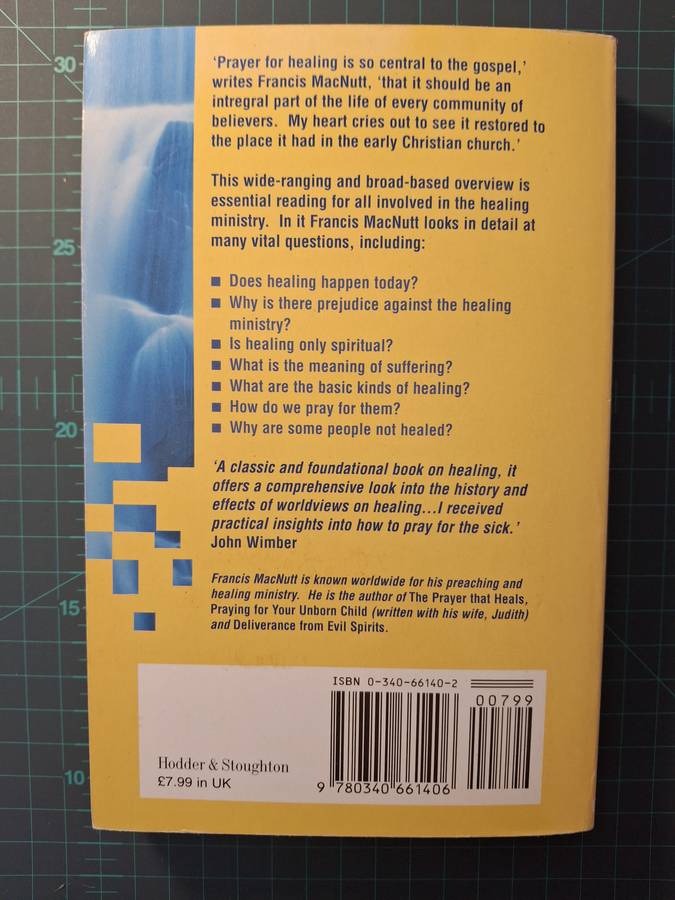 'Prayer for healing is so central to the gospel,'
writes Francis MacNutt, 'that it should be an
intregral part of the life of every community of
believers. My heart cries out to see it restored to
the place it had in the early Christian church.'
This wide-ranging and broad-based overview is
essential reading for all involved in the healing
ministry. In it Francis MacNutt looks in detail at
many vital questions, including:
■ Does healing happen today?
■ Why is there prejudice against the healing
ministry?
■ Is healing only spiritual?
■ What is the meaning of suffering?
■ What are the basic kinds of healing?
■ How do we pray for them?
■ Why are some people not healed?
'A classic and foundational book on healing, it
offers a comprehensive look into the history and
effects of worldviews on healing...I received
practical insights into how to pray for the sick.'
John Wimber
Francis MacNutt is known worldwide for his preaching and
healing ministry. He is the author of The Prayer that Heals,
Praying for Your Unborn Child (written with his wife, Judith)
and Deliverance from Evil Spirits.
ISBN 0-340-66140-2
00799
9 780340 661406
Hodder & Stoughton
£7.99 in UK
30
25
20
15
10